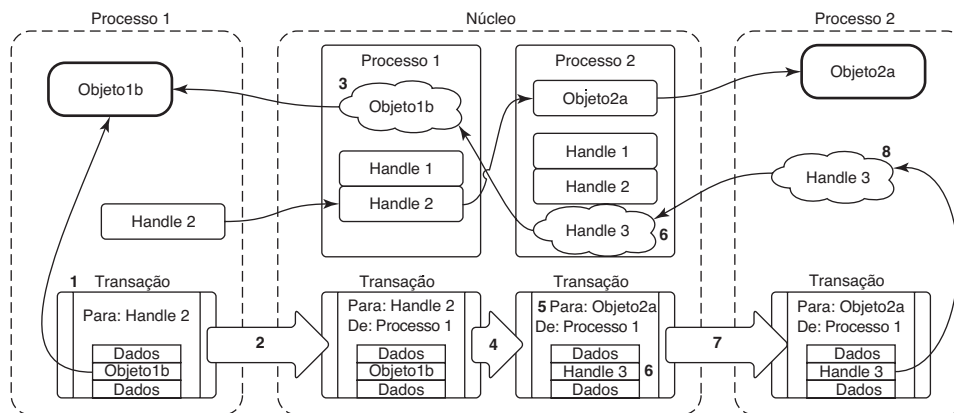 Processo 1
Núcleo
Processo 2
Processo 1
Processo 2
Objeto1b
3
Objeto1b
Objeto2a
Objeto2a
Handle 1
Handle 1
Handle 2
Handle 2
Handle 2
Handle 3
6
Handle 3
8
1 Transação
Transação
Transação
Transação
Para: Handle 2
Dados
Objeto1b
Dados
2
Para: Handle 2
De: Processo 1
Dados
Objeto1b
Dados
4
5 Para: Objeto2a
De: Processo 1
Dados
Handle 3 6
Dados
7
Para: Objeto2a
De: Processo 1
Dados
Handle 3
Dados